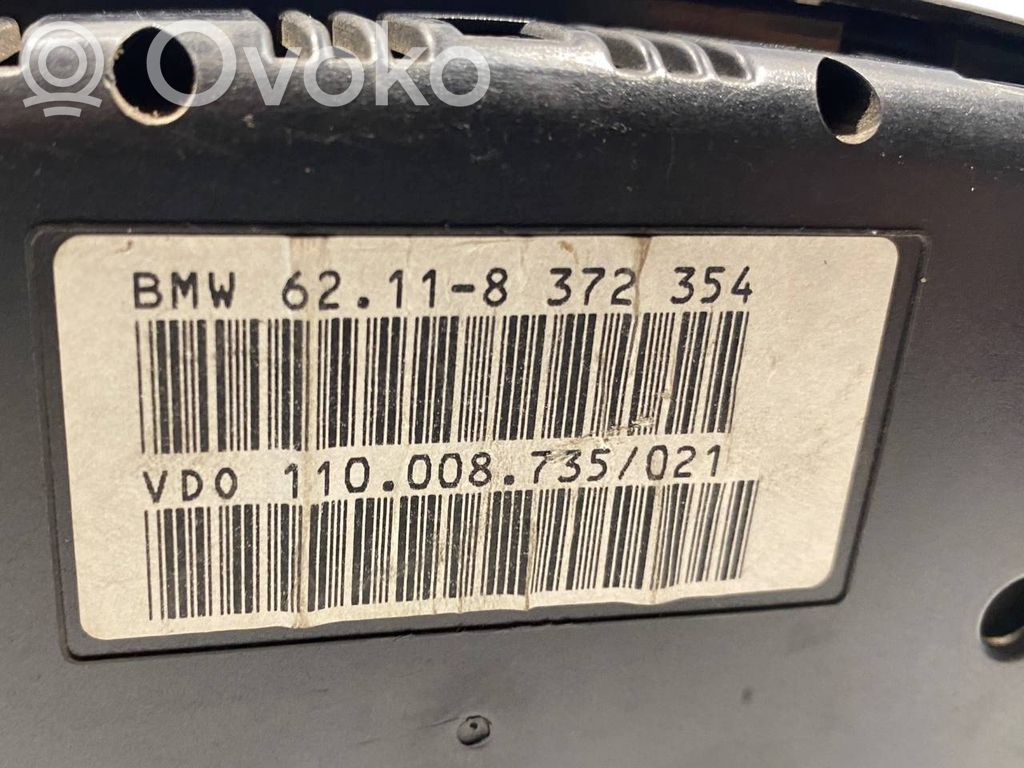 Ovoko
BMW 62.11-8 372 354
VDO 110.008.735/021